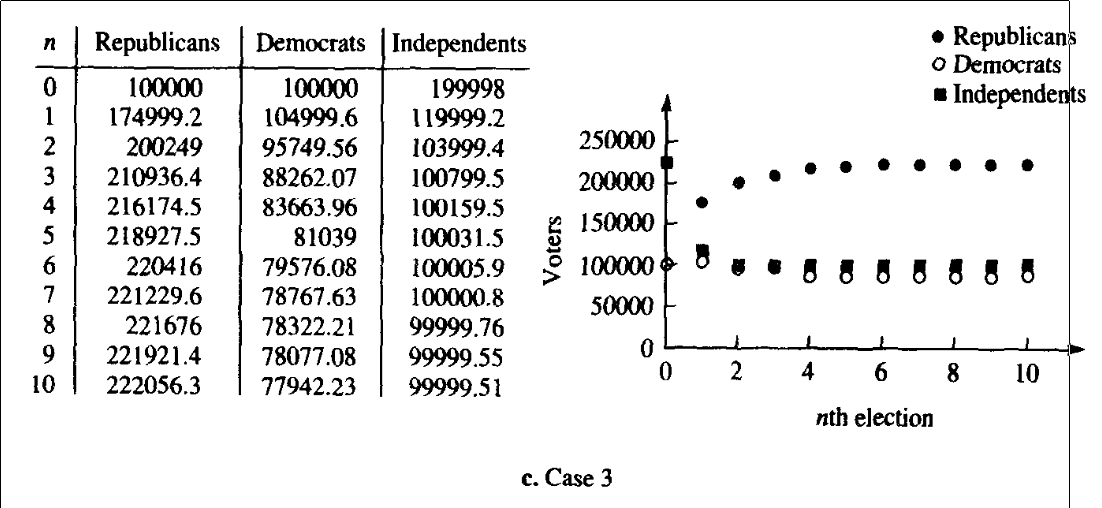 n Republicans Democrats Independents
0 100000 100000 199998
1 174999.2 104999.6 119999.2
2 200249 95749.56 103999.4
3 210936.4 88262.07 100799.5
4 216174.5 83663.96 100159.5
5 218927.5 81039 100031.5
6 220416 79576.08 100005.9
7 221229.6 78767.63 100000.8
8 221676 78322.21 99999.76
9 221921.4 78077.08 99999.55
10 222056.3 77942.23 99999.51
Republicans
Democrats
Independents
250000
200000
150000
100000
50000
0
Voters
0 2 4 6 8 10
nth election
c. Case 3